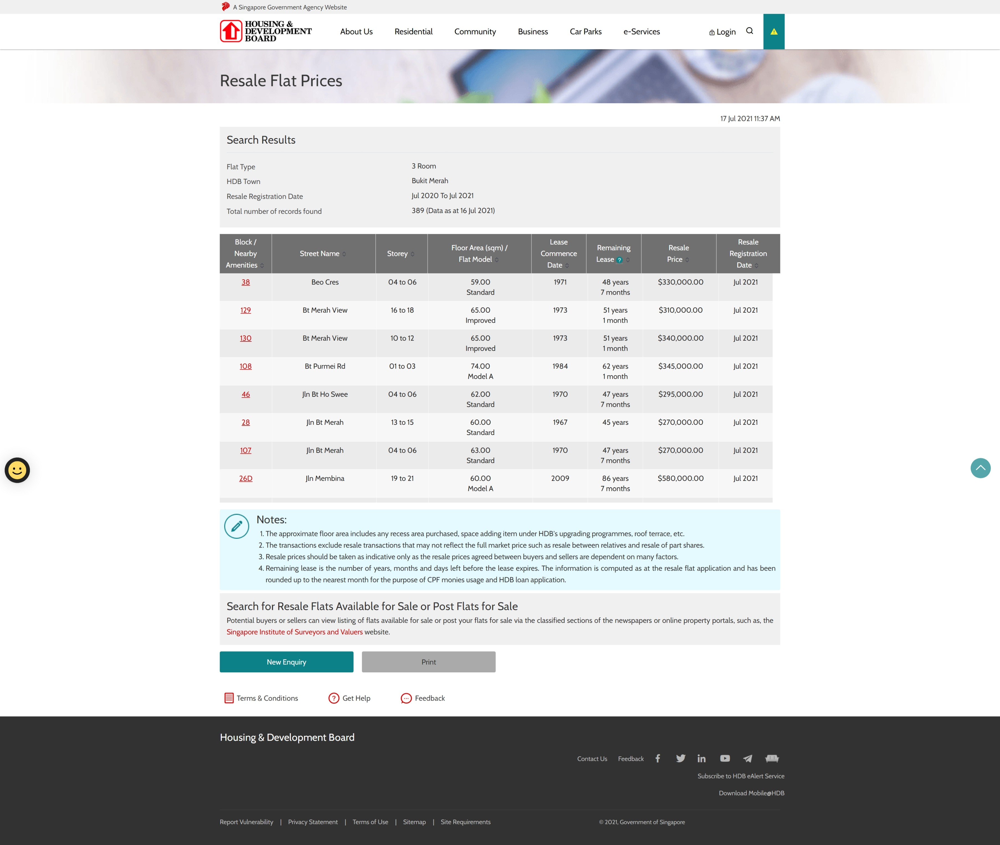 A Singapore Government Agency Website
HOUSING &
DEVELOPMENT
BOARD
About Us
Residential
Community
Business
Car Parks
e-Services
Login
Resale Flat Prices
17 Jul 2021 11:37 AM
Search Results
Flat Type 3 Room
HDB Town Bukit Merah
Resale Registration Date Jul 2020 To Jul 2021
Total number of records found 389 (Data as at 16 Jul 2021)
Block /
Nearby
Amenities
Street Name
Storey
Floor Area (sqm) /
Flat Model
Lease
Commence
Date
Remaining
Lease ?
Resale
Price
Resale
Registration
Date
38 Beo Cres 04 to 06 59.00 1971 48 years $330,000.00 Jul 2021
Standard 7 months
129 Bt Merah View 16 to 18 65.00 1973 51 years $310,000.00 Jul 2021
Improved 1 month
130 Bt Merah View 10 to 12 65.00 1973 51 years $340,000.00 Jul 2021
Improved 1 month
108 Bt Purmei Rd 01 to 03 74.00 1984 62 years $345,000.00 Jul 2021
Model A 1 month
46 Jln Bt Ho Swee 04 to 06 62.00 1970 47 years $295,000.00 Jul 2021
Standard 7 months
28 Jln Bt Merah 13 to 15 60.00 1967 45 years $270,000.00 Jul 2021
Standard
107 Jln Bt Merah 04 to 06 63.00 1970 47 years $270,000.00 Jul 2021
Standard 7 months
26D Jln Membina 19 to 21 60.00 2009 86 years $580,000.00 Jul 2021
Model A 7 months
Notes:
1. The approximate floor area includes any recess area purchased, space adding item under HDB's upgrading programmes, roof terrace, etc.
2. The transactions exclude resale transactions that may not reflect the full market price such as resale between relatives and resale of part shares.
3. Resale prices should be taken as indicative only as the resale prices agreed between buyers and sellers are dependent on many factors.
4. Remaining lease is the number of years, months and days left before the lease expires. The information is computed as at the resale flat application and has been
rounded up to the nearest month for the purpose of CPF monies usage and HDB loan application.
Search for Resale Flats Available for Sale or Post Flats for Sale
Potential buyers or sellers can view listing of flats available for sale or post your flats for sale via the classified sections of the newspapers or online property portals, such as, the
Singapore Institute of Surveyors and Valuers website.
New Enquiry
Print
Terms & Conditions
Get Help
Feedback
Housing & Development Board
Contact Us
Feedback
Subscribe to HDB eAlert Service
Download Mobile@HDB
Report Vulnerability | Privacy Statement | Terms of Use | Sitemap | Site Requirements
© 2021, Government of Singapore